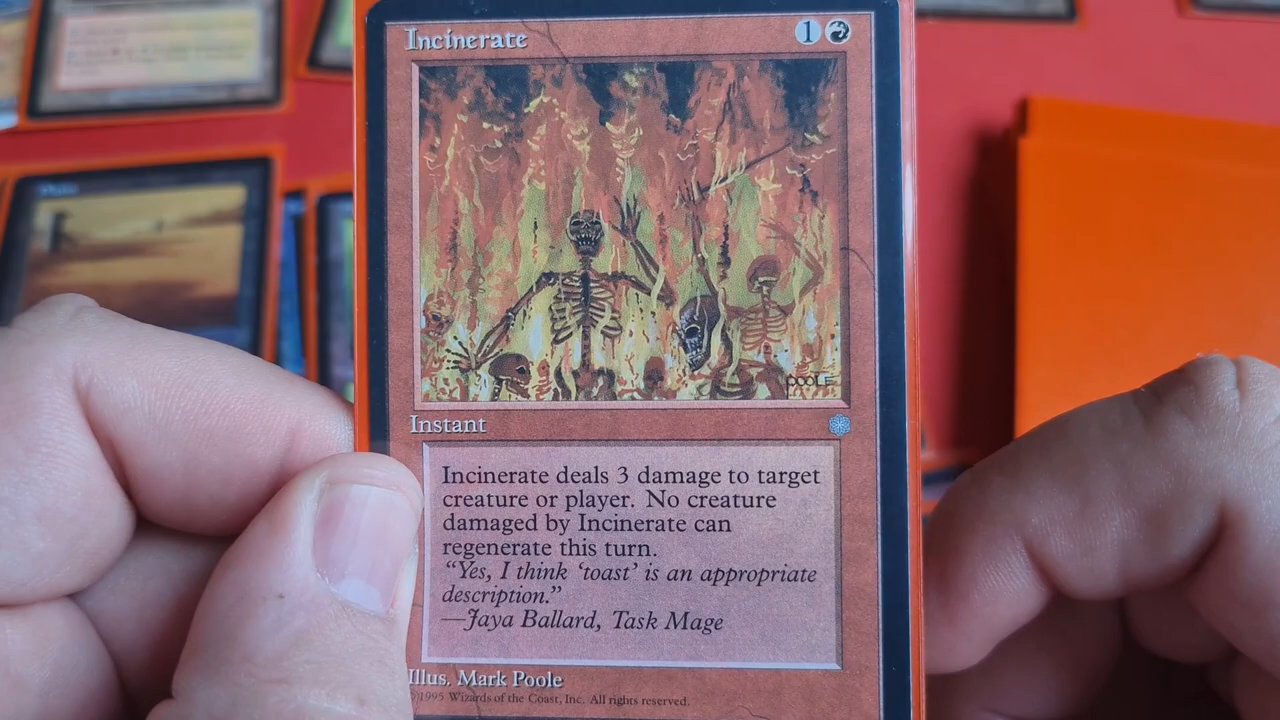 Incinerate
1
POOLE
Instant
Incinerate deals 3 damage to target
creature or player. No creature
damaged by Incinerate can
regenerate this turn.
“Yes, I think ‘toast’ is an appropriate
description.”
—Jaya Ballard, Task Mage
Illus. Mark Poole
©1995 Wizards of the Coast, Inc. All rights reserved.